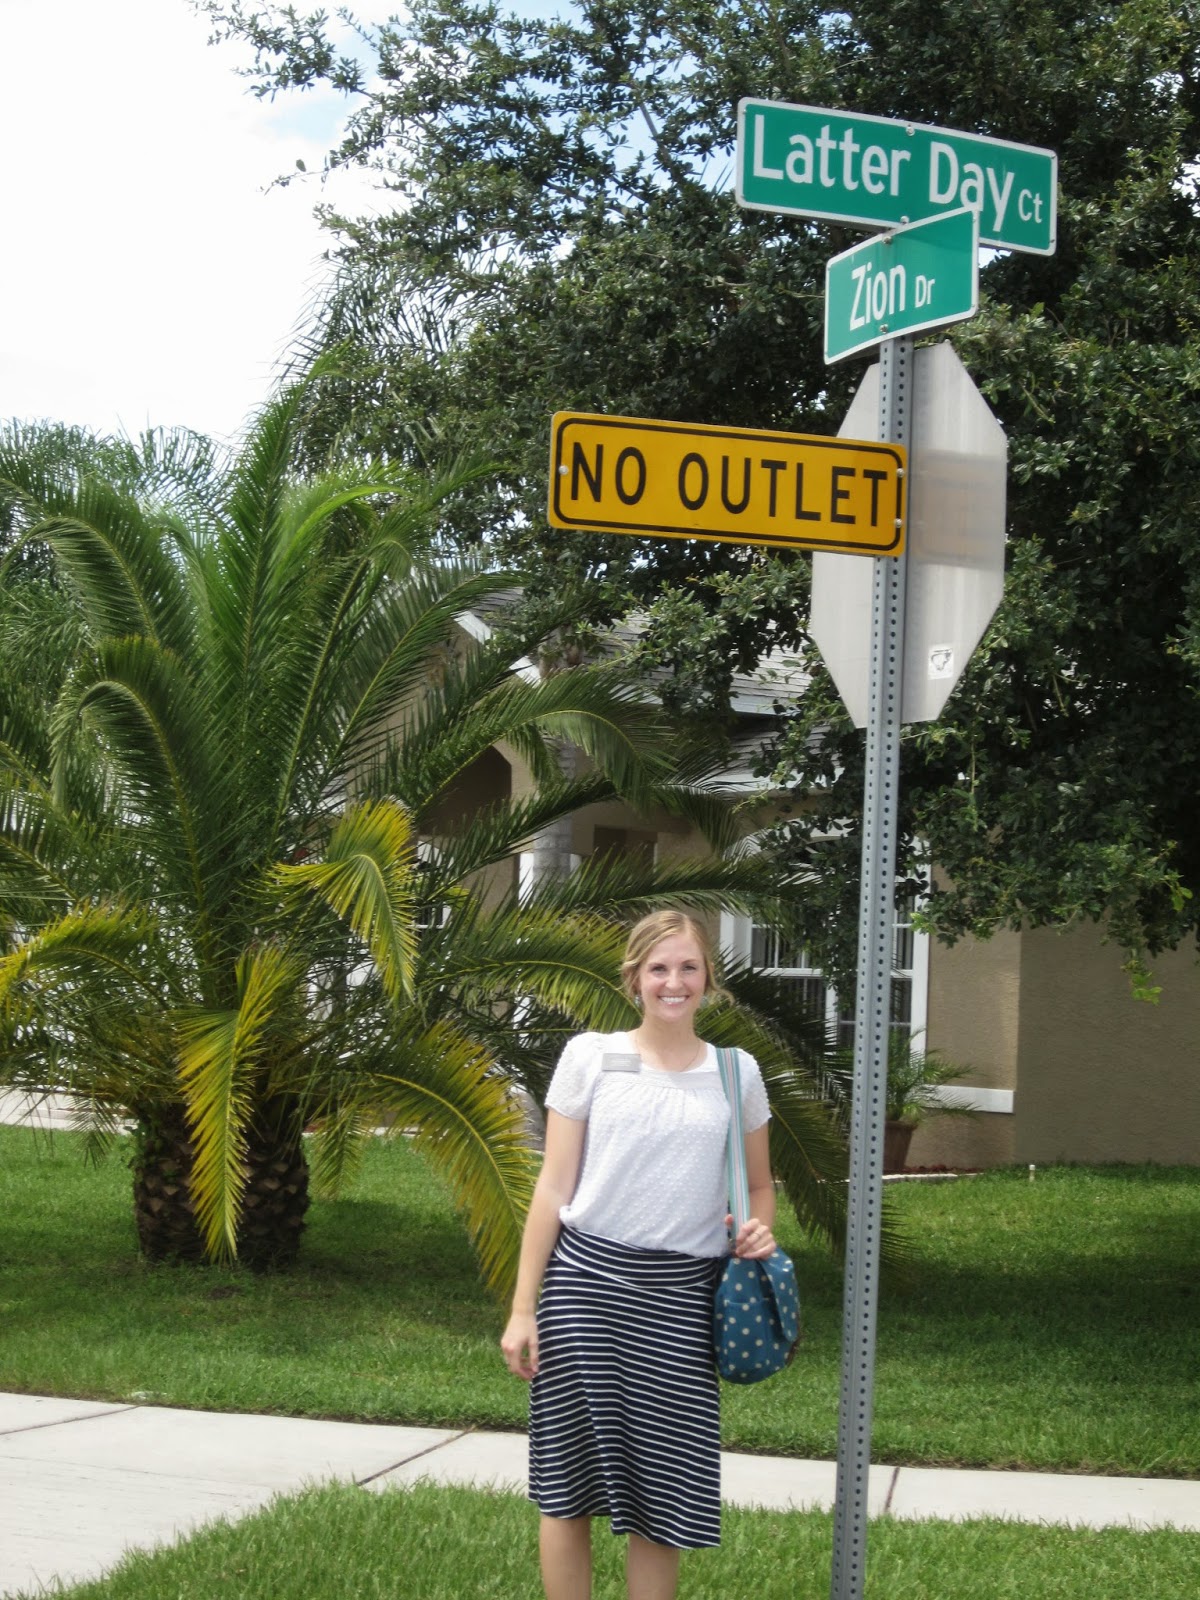 Latter Day Ct
Zion Dr
NO OUTLET